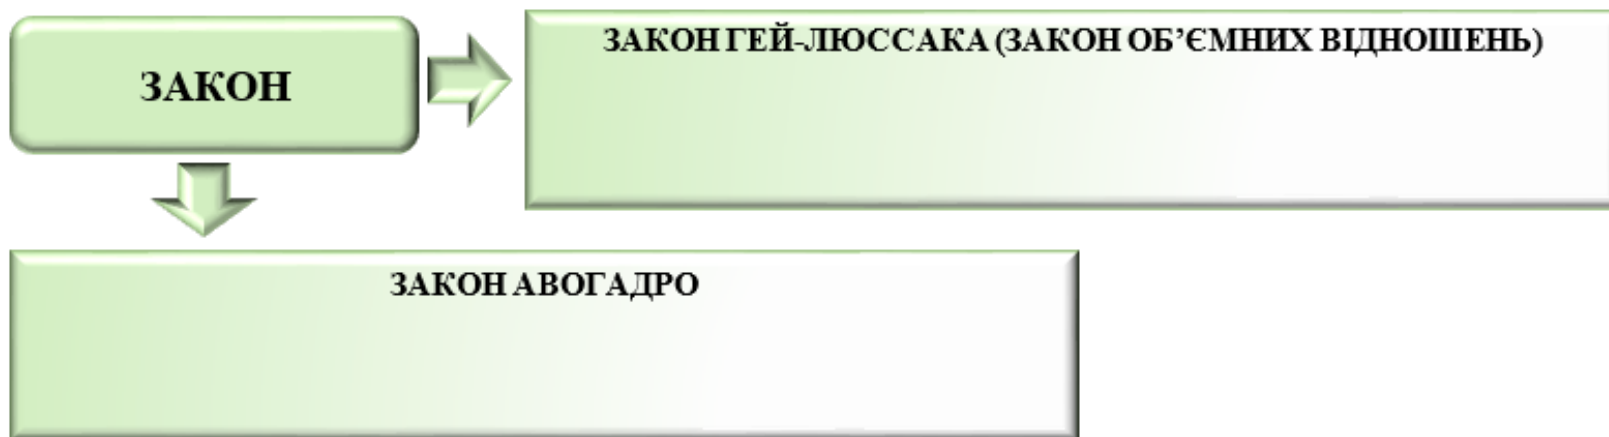 ЗАКОН
ЗАКОН ГЕЙ-ЛЮССАКА (ЗАКОН ОБ’ЄМНИХ ВІДНОШЕНЬ)
ЗАКОН АВОГАДРО